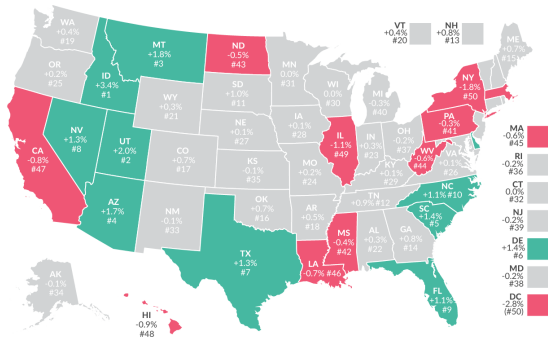 WA
+0.4%
#19
OR
+0.2%
#25
CA
-0.8%
#47
ID
+3.4%
#1
NV
+1.3%
#8
MT
+1.8%
#3
WY
+0.3%
#21
UT
+2.0%
#2
AZ
+1.7%
#4
CO
+0.7%
#17
NM
-0.1%
#33
ND
-0.5%
#43
SD
+1.0%
#11
NE
+0.1%
#27
KS
-0.1%
#35
OK
+0.7%
#16
TX
+1.3%
#7
MN
0.0%
#31
IA
+0.1%
#28
MO
+0.2%
#24
AR
+0.5%
#18
LA
-0.7% #46
WI
0.0%
#30
IL
-1.1%
#49
MS
-0.4%
#42
MI
-0.3%
#40
IN
+0.3%
#23
KY
+0.1%
#29
TN
+0.9% #12
AL
+0.3%
#22
OH
-0.2%
#37
GA
+0.8%
#14
FL
+1.1%
#9
SC
+1.4%
#5
NC
+1.1% #10
VA
+0.1%
#26
WV
-0.6%
#44
PA
-0.3%
#41
NY
-1.8%
#50
VT
+0.4%
#20
NH
+0.8%
#13
ME
+0.7%
#15
MA
-0.6%
#45
RI
-0.2%
#36
CT
0.0%
#32
NJ
-0.2%
#39
DE
+1.4%
#6
MD
-0.2%
#38
DC
-2.8%
(#50)
AK
-0.1%
#34
HI
-0.9%
#48